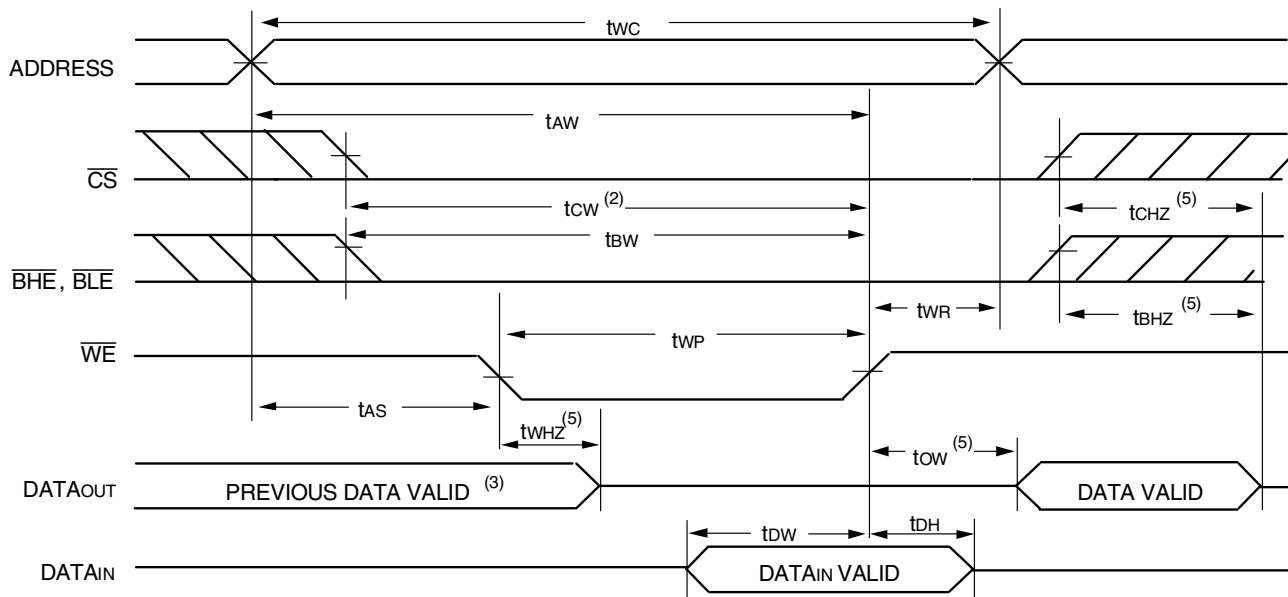 tWC
ADDRESS
tAW
CS
tCW (2)
tCHZ (5)
tBW
BHE, BLE
tWR
tBHZ (5)
tWP
WE
tAS
tWHZ (5)
tOW (5)
DATAOUT
PREVIOUS DATA VALID (3)
DATA VALID
tDW
tDH
DATAIN
DATAIN VALID